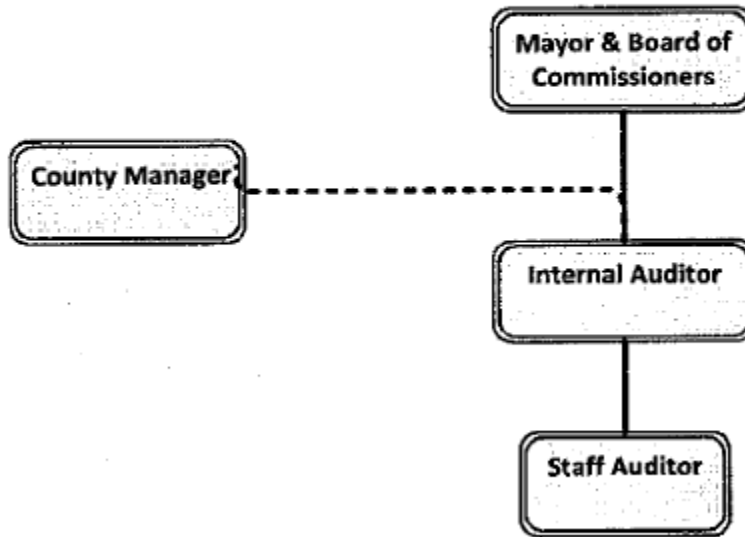 Mayor & Board of
Commissioners
County Manager
Internal Auditor
Staff Auditor